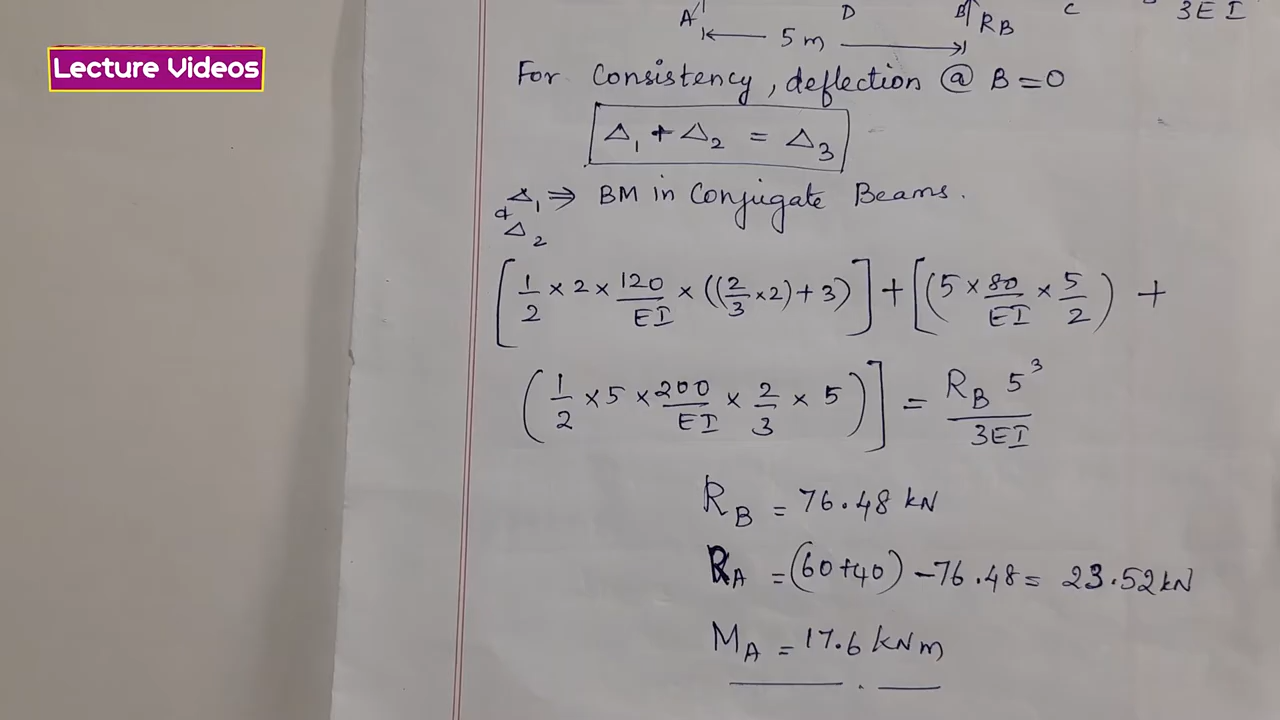 Lecture Videos
A D B R_B C 3EI
5m
For Consistency, deflection @ B = 0
Δ₁ + Δ₂ = Δ₃
Δ₁ ⇒ BM in Conjugate Beams.
Δ₂
[1/2 × 2 × 120/EI × ((2/3 × 2) + 3)] + [(5 × 80/EI × 5/2) +
(1/2 × 5 × 200/EI × 2/3 × 5)] = R_B 5³/3EI
R_B = 76.48 kN
R_A = (60+40) - 76.48 = 23.52 kN
M_A = 17.6 kNm